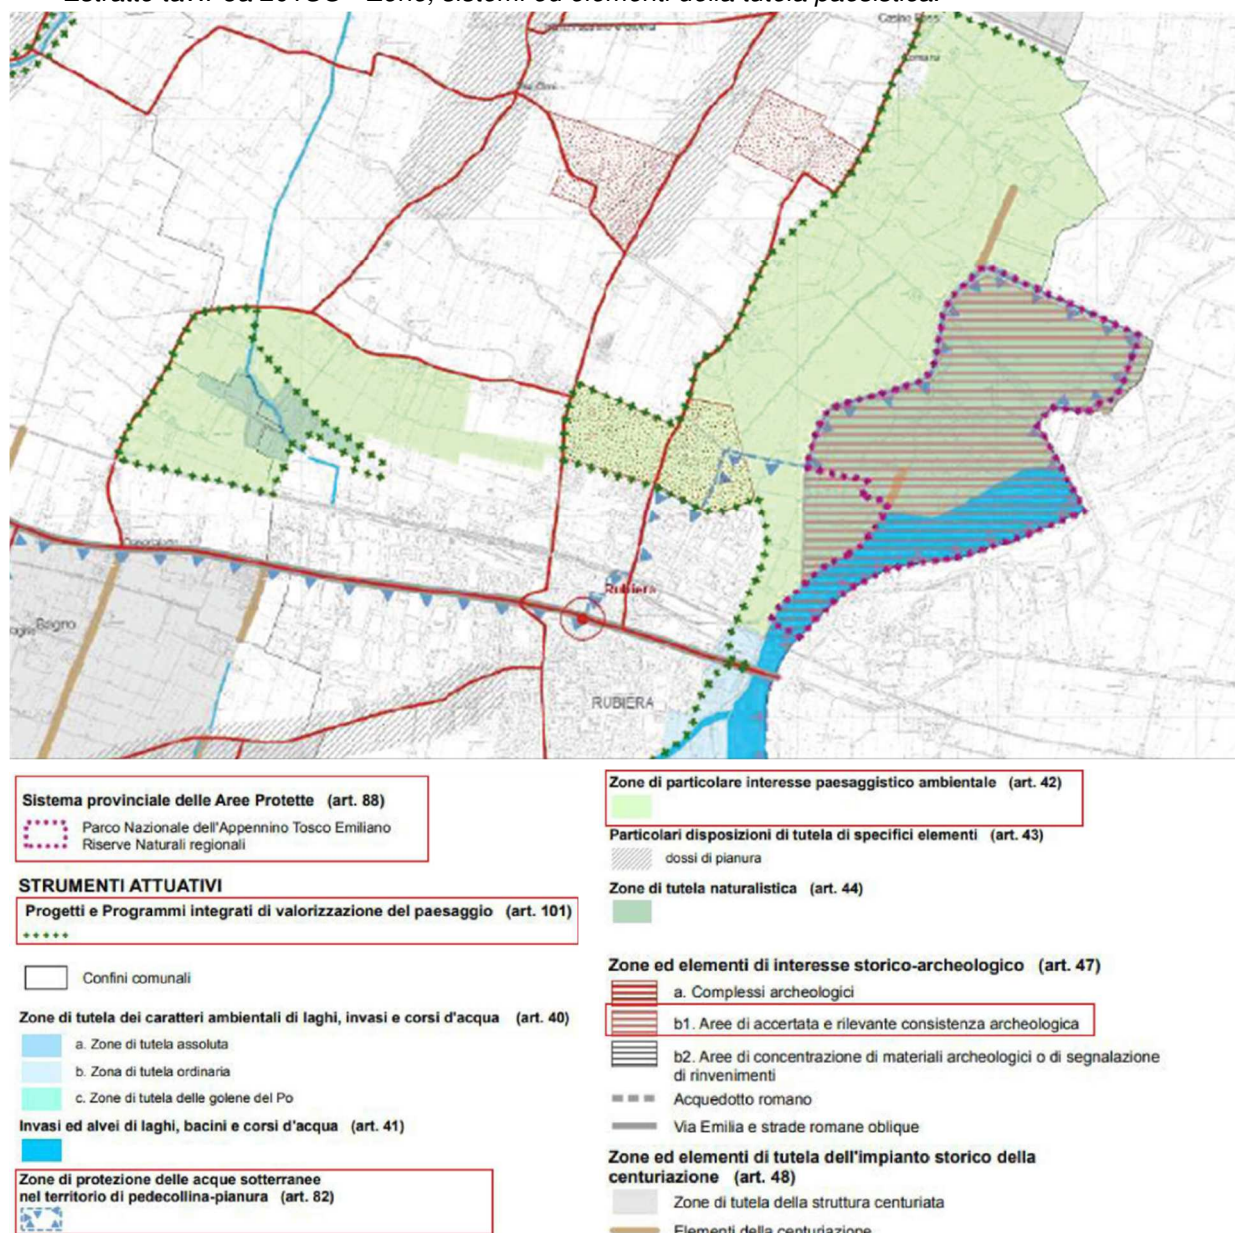 Rubiera
Bagno
RUBIERA
Sistema provinciale delle Aree Protette (art. 88)
Parco Nazionale dell'Appennino Tosco Emiliano
Riserve Naturali regionali
STRUMENTI ATTUATIVI
Progetti e Programmi integrati di valorizzazione del paesaggio (art. 101)
Confini comunali
Zone di tutela dei caratteri ambientali di laghi, invasi e corsi d'acqua (art. 40)
a. Zone di tutela assoluta
b. Zona di tutela ordinaria
c. Zone di tutela delle golene del Po
Invasi ed alvei di laghi, bacini e corsi d'acqua (art. 41)
Zone di protezione delle acque sotterranee
nel territorio di pedecollina-pianura (art. 82)
Zone di particolare interesse paesaggistico ambientale (art. 42)
Particolari disposizioni di tutela di specifici elementi (art. 43)
dossi di pianura
Zone di tutela naturalistica (art. 44)
Zone ed elementi di interesse storico-archeologico (art. 47)
a. Complessi archeologici
b1. Aree di accertata e rilevante consistenza archeologica
b2. Aree di concentrazione di materiali archeologici o di segnalazione
di rinvenimenti
Acquedotto romano
Via Emilia e strade romane oblique
Zone ed elementi di tutela dell'impianto storico della
centuriazione (art. 48)
Zone di tutela della struttura centuriata
Elementi della centuriazione